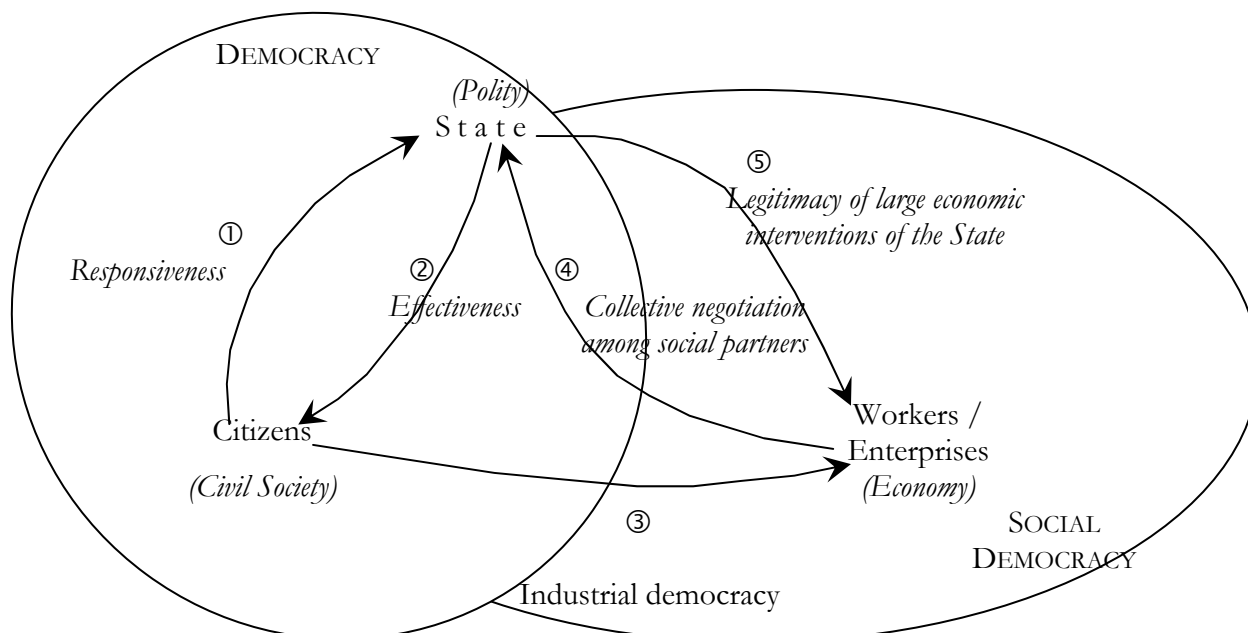 DEMOCRACY
(Polity)
State
⑤
Legitimacy of large economic
interventions of the State
①
Responsiveness
②
Effectiveness
④
Collective negotiation
among social partners
Citizens
(Civil Society)
Workers /
Enterprises
(Economy)
③
SOCIAL
DEMOCRACY
Industrial democracy